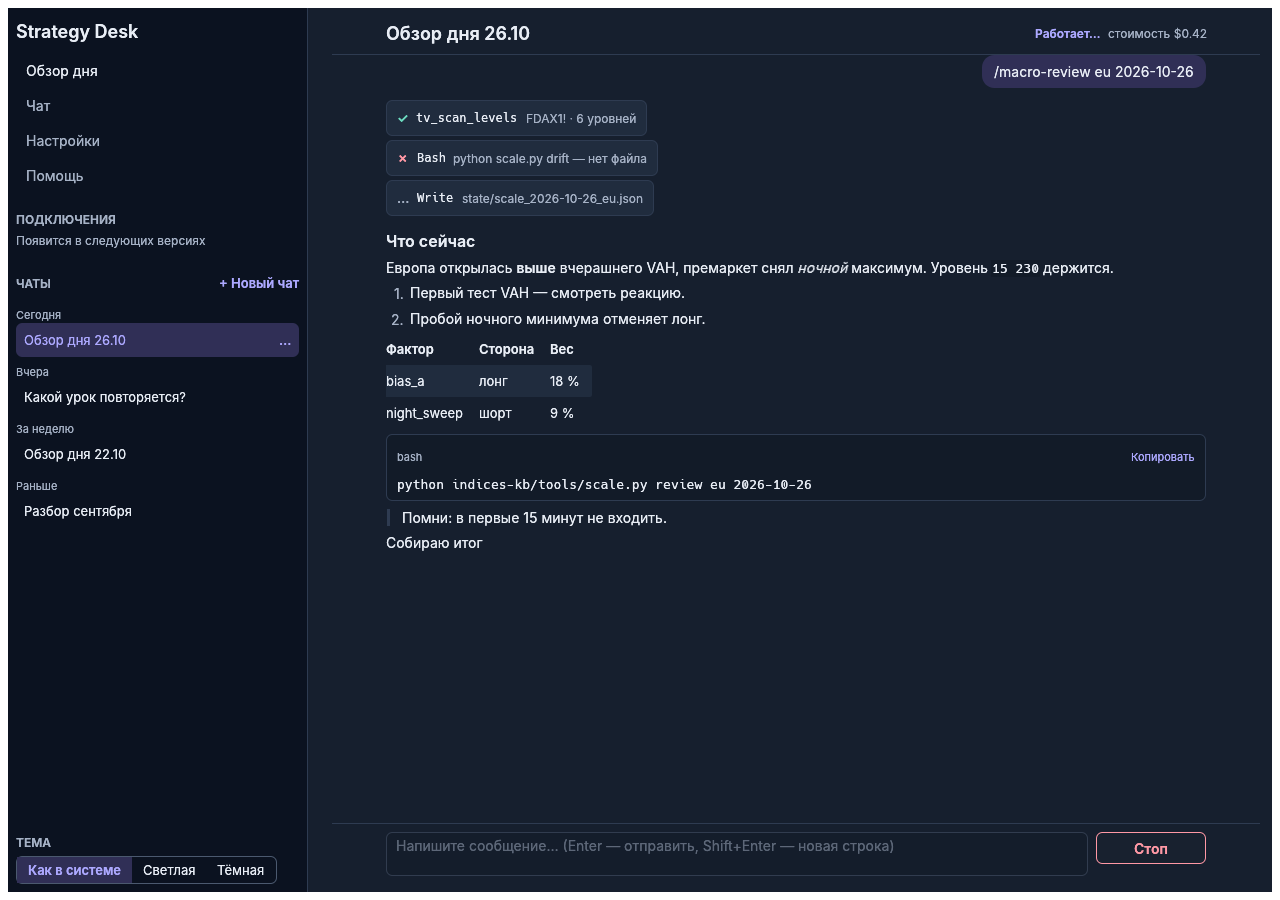 Strategy Desk
Обзор дня
Чат
Настройки
Помощь
ПОДКЛЮЧЕНИЯ
Появится в следующих версиях
ЧАТЫ
+ Новый чат
Сегодня
Обзор дня 26.10 ...
Вчера
Какой урок повторяется?
За неделю
Обзор дня 22.10
Раньше
Разбор сентября
ТЕМА
Как в системе Светлая Тёмная
Обзор дня 26.10
Работает... стоимость $0.42
/macro-review eu 2026-10-26
✓ tv_scan_levels FDAX1! · 6 уровней
✕ Bash python scale.py drift — нет файла
... Write state/scale_2026-10-26_eu.json
Что сейчас
Европа открылась выше вчерашнего VAH, премаркет снял ночной максимум. Уровень 15 230 держится.
1. Первый тест VAH — смотреть реакцию.
2. Пробой ночного минимума отменяет лонг.
Фактор Сторона Вес
bias_a лонг 18 %
night_sweep шорт 9 %
bash
Копировать
python indices-kb/tools/scale.py review eu 2026-10-26
Помни: в первые 15 минут не входить.
Собираю итог
Напишите сообщение... (Enter — отправить, Shift+Enter — новая строка)
Стоп